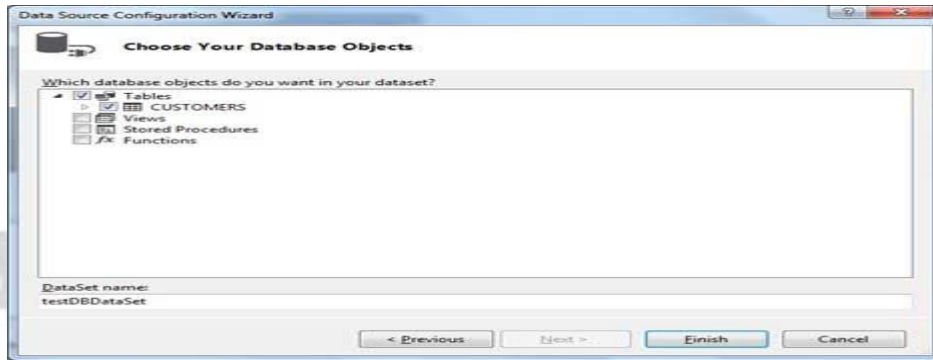 Data Source Configuration Wizard
Choose Your Database Objects
Which database objects do you want in your dataset?
Tables
CUSTOMERS
Views
Stored Procedures
fx Functions
DataSet name:
testDBDataSet
< Previous Next > Finish Cancel